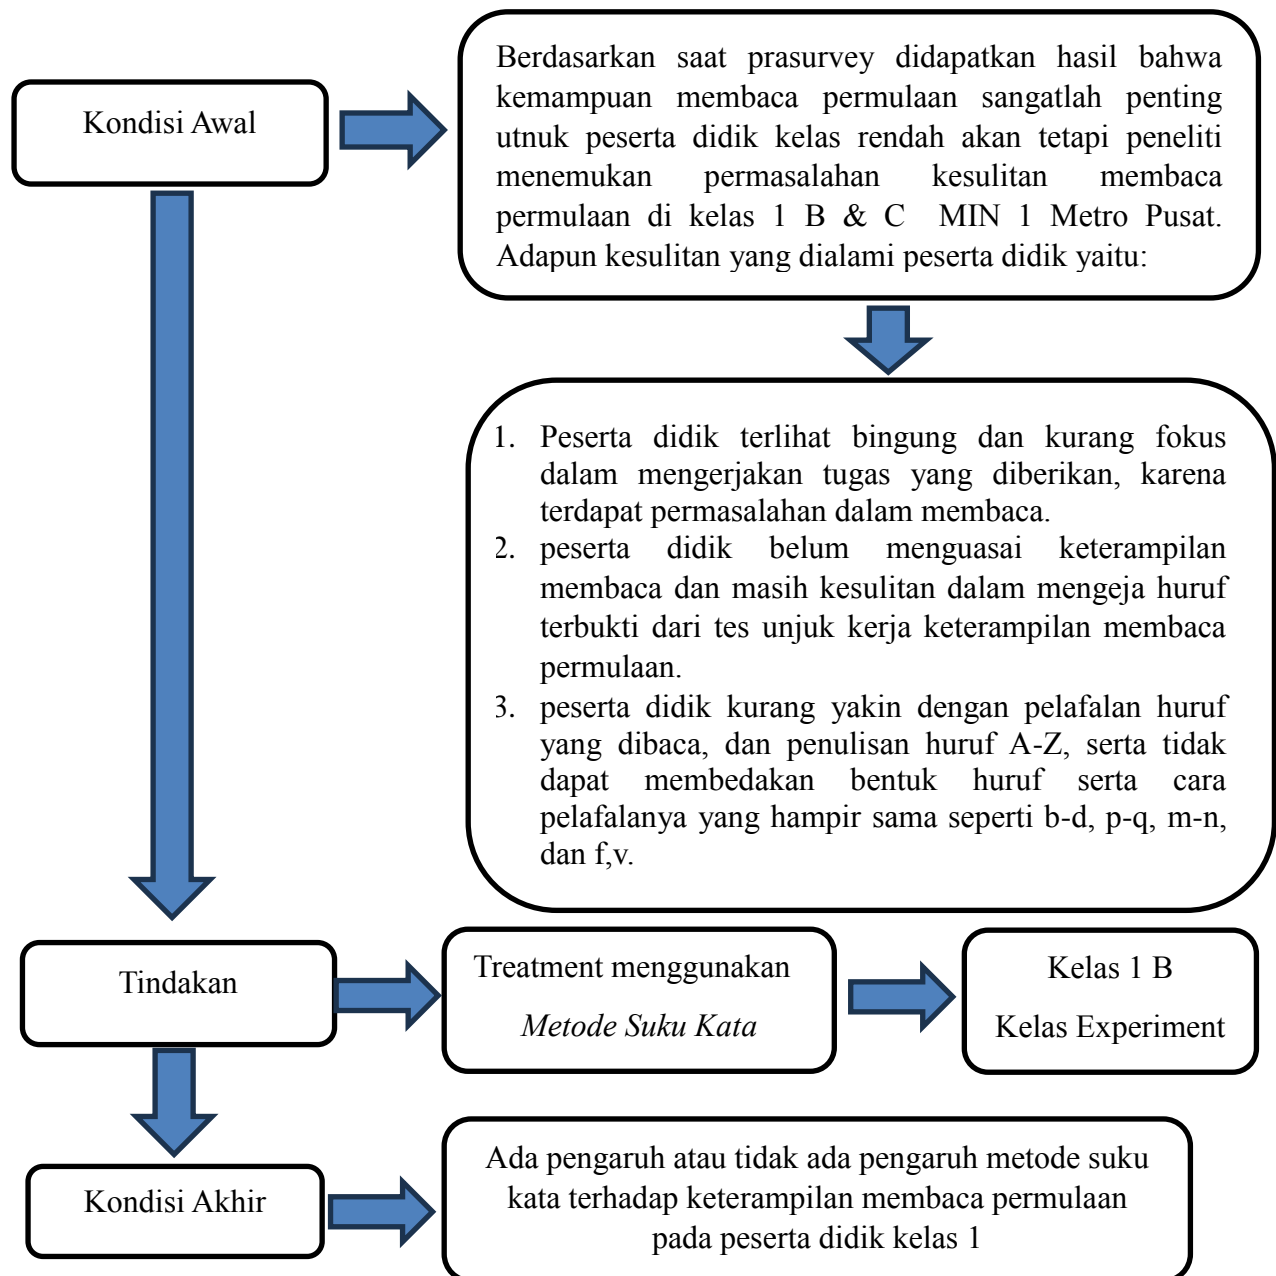 Kondisi Awal
Berdasarkan saat prasurvey didapatkan hasil bahwa
kemampuan membaca permulaan sangatlah penting
utnuk peserta didik kelas rendah akan tetapi peneliti
menemukan permasalahan kesulitan membaca
permulaan di kelas 1 B & C MIN 1 Metro Pusat.
Adapun kesulitan yang dialami peserta didik yaitu:
1. Peserta didik terlihat bingung dan kurang fokus
dalam mengerjakan tugas yang diberikan, karena
terdapat permasalahan dalam membaca.
2. peserta didik belum menguasai keterampilan
membaca dan masih kesulitan dalam mengeja huruf
terbukti dari tes unjuk kerja keterampilan membaca
permulaan.
3. peserta didik kurang yakin dengan pelafalan huruf
yang dibaca, dan penulisan huruf A-Z, serta tidak
dapat membedakan bentuk huruf serta cara
pelafalanya yang hampir sama seperti b-d, p-q, m-n,
dan f,v.
Tindakan
Treatment menggunakan
Metode Suku Kata
Kelas 1 B
Kelas Experiment
Kondisi Akhir
Ada pengaruh atau tidak ada pengaruh metode suku
kata terhadap keterampilan membaca permulaan
pada peserta didik kelas 1